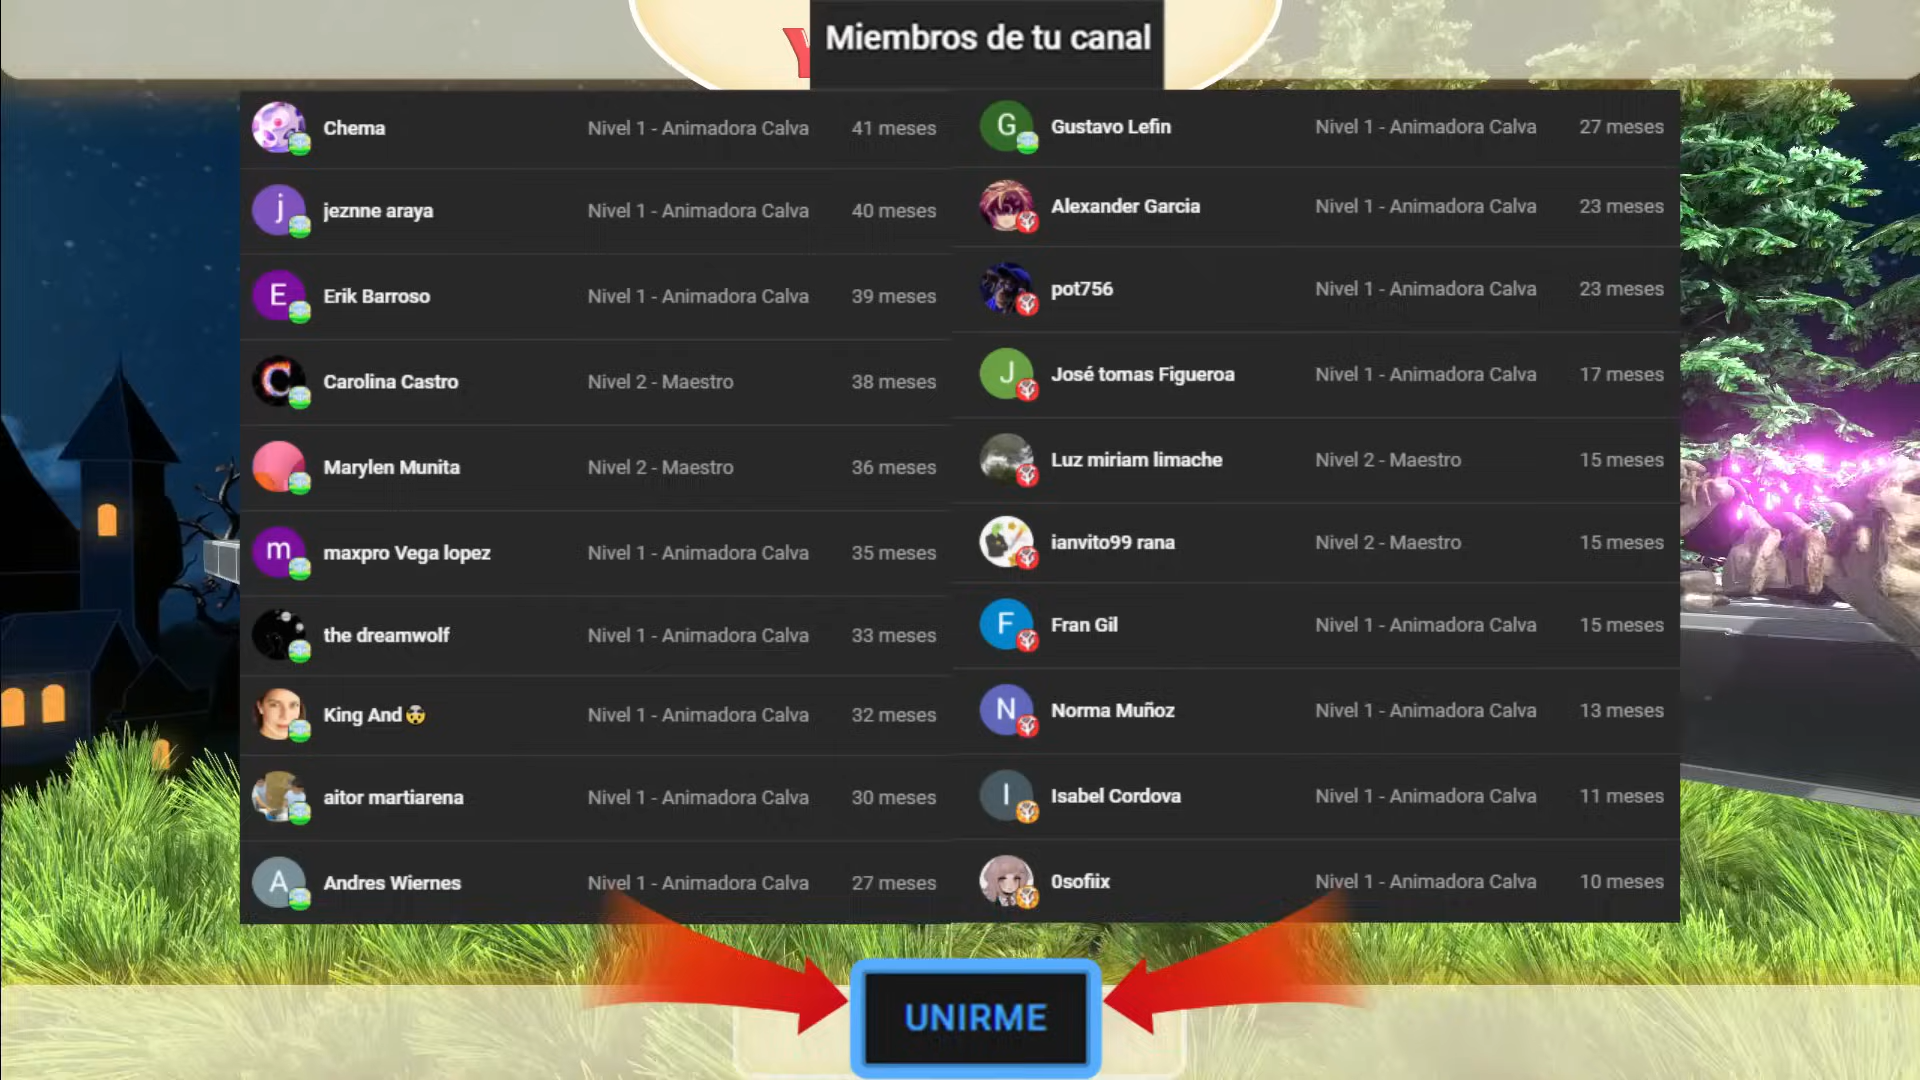 Miembros de tu canal
Chema Nivel 1 - Animadora Calva 41 meses
jeznne araya Nivel 1 - Animadora Calva 40 meses
Erik Barroso Nivel 1 - Animadora Calva 39 meses
Carolina Castro Nivel 2 - Maestro 38 meses
Marylen Munita Nivel 2 - Maestro 36 meses
maxpro Vega lopez Nivel 1 - Animadora Calva 35 meses
the dreamwolf Nivel 1 - Animadora Calva 33 meses
King And Nivel 1 - Animadora Calva 32 meses
aitor martiarena Nivel 1 - Animadora Calva 30 meses
Andres Wiernes Nivel 1 - Animadora Calva 27 meses
Gustavo Lefin Nivel 1 - Animadora Calva 27 meses
Alexander Garcia Nivel 1 - Animadora Calva 23 meses
pot756 Nivel 1 - Animadora Calva 23 meses
José tomas Figueroa Nivel 1 - Animadora Calva 17 meses
Luz miriam limache Nivel 2 - Maestro 15 meses
ianvito99 rana Nivel 2 - Maestro 15 meses
Fran Gil Nivel 1 - Animadora Calva 15 meses
Norma Muñoz Nivel 1 - Animadora Calva 13 meses
Isabel Cordova Nivel 1 - Animadora Calva 11 meses
0sofiix Nivel 1 - Animadora Calva 10 meses
UNIRME